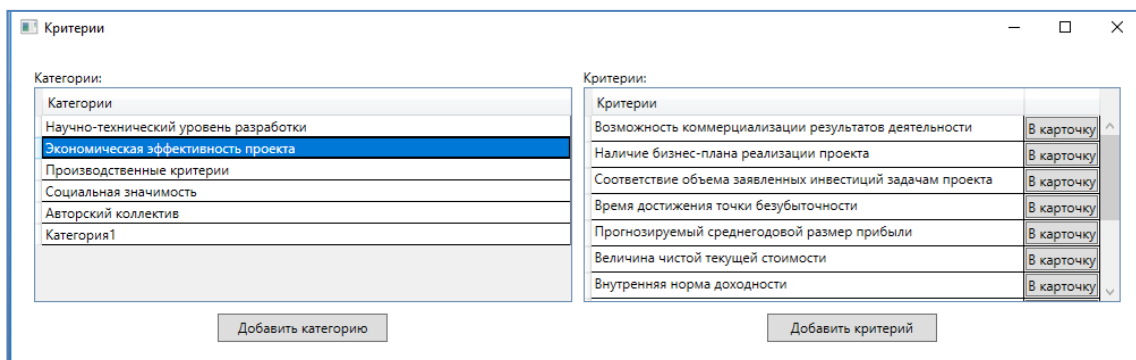 Критерии
Категории:
Категории
Научно-технический уровень разработки
Экономическая эффективность проекта
Производственные критерии
Социальная значимость
Авторский коллектив
Категория1
Добавить категорию
Критерии:
Критерии
Возможность коммерциализации результатов деятельности В карточку
Наличие бизнес-плана реализации проекта В карточку
Соответствие объема заявленных инвестиций задачам проекта В карточку
Время достижения точки безубыточности В карточку
Прогнозируемый среднегодовой размер прибыли В карточку
Величина чистой текущей стоимости В карточку
Внутренняя норма доходности В карточку
Добавить критерий